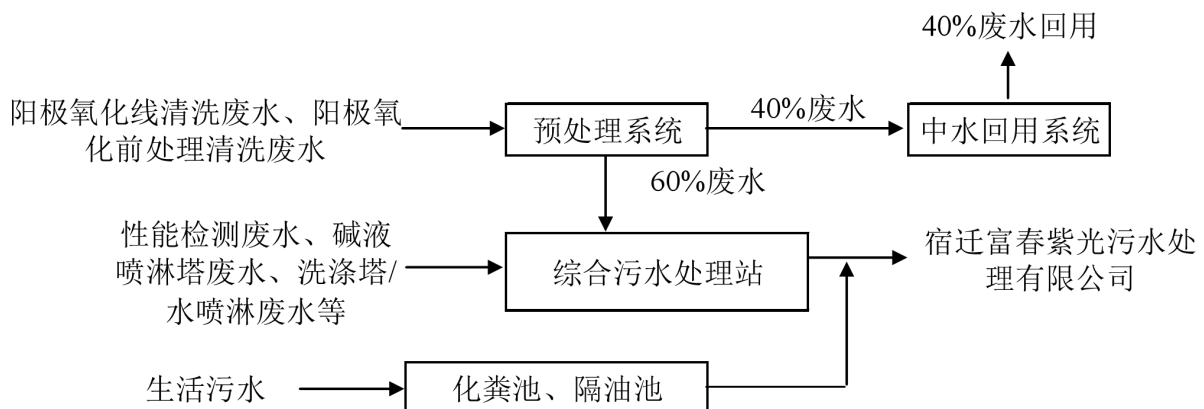 40%废水回用
阳极氧化线清洗废水、阳极氧
化前处理清洗废水
预处理系统
40%废水
中水回用系统
60%废水
性能检测废水、碱液
喷淋塔废水、洗涤塔/
水喷淋废水等
综合污水处理站
宿迁富春紫光污水处
理有限公司
生活污水
化粪池、隔油池